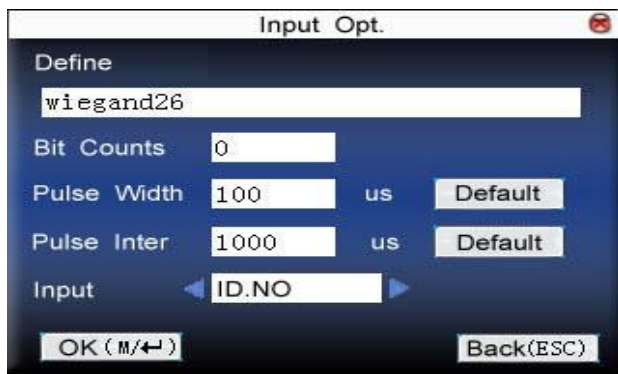 Input Opt.
Define
wiegand26
Bit Counts 0
Pulse Width 100 us Default
Pulse Inter 1000 us Default
Input ID.NO
OK(M/↵) Back(ESC)